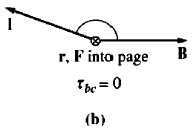 I
r, F into page
B
τbc = 0
(b)